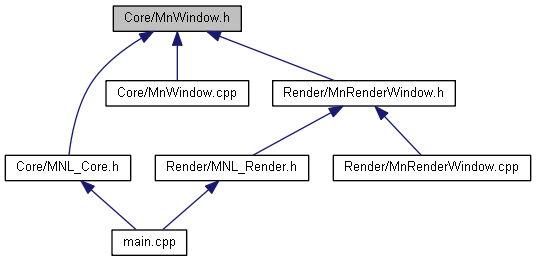 Core/MnWindow.h
Core/MnWindow.cpp
Render/MnRenderWindow.h
Core/MNL_Core.h
Render/MNL_Render.h
Render/MnRenderWindow.cpp
main.cpp